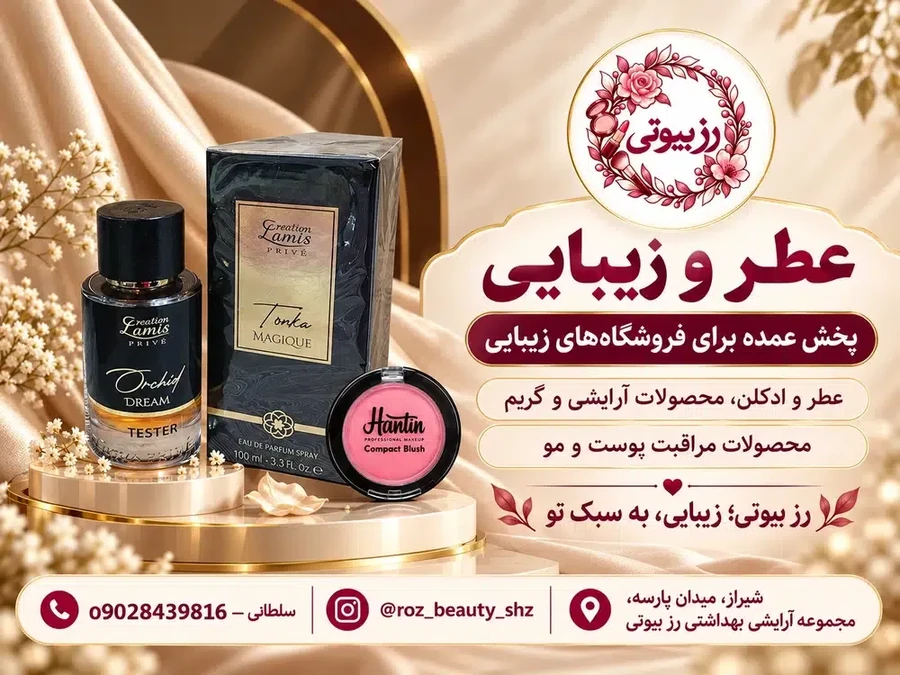 رز بیوتی
عطر و زیبایی
پخش عمده برای فروشگاه‌های زیبایی
عطر و ادکلن، محصولات آرایشی و گریم
محصولات مراقبت پوست و مو
رز بیوتی؛ زیبایی، به سبک تو
Creation
Lamis
PRIVÉ
Orchid
DREAM
TESTER
Creation
Lamis
PRIVÉ
Tonka
MAGIQUE
EAU DE PARFUM SPRAY
100 ml - 3.3 FL. oz. e
Hantin
PROFESSIONAL MAKEUP
Compact Blush
شیراز، میدان پارسه،
مجموعه آرایشی بهداشتی رز بیوتی
@roz_beauty_shz
سلطانی – 09028439816